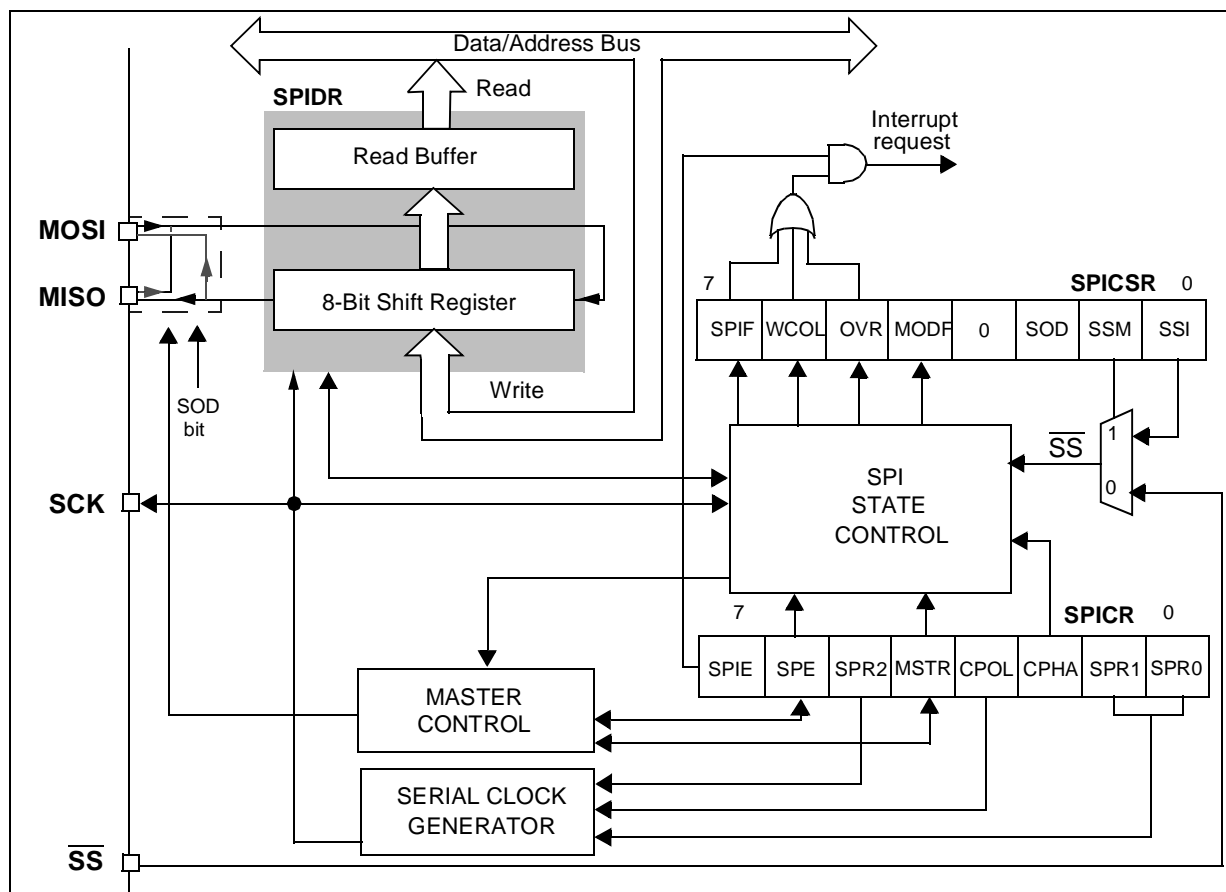 Data/Address Bus
SPIDR
Read
Read Buffer
Interrupt
request
MOSI
MISO
8-Bit Shift Register
7 SPICSR 0
SPIF WCOL OVR MODF 0 SOD SSM SSI
Write
SOD
bit
1
SS
0
SCK
SPI
STATE
CONTROL
7 SPICR 0
SPIE SPE SPR2 MSTR CPOL CPHA SPR1 SPR0
MASTER
CONTROL
SERIAL CLOCK
GENERATOR
SS